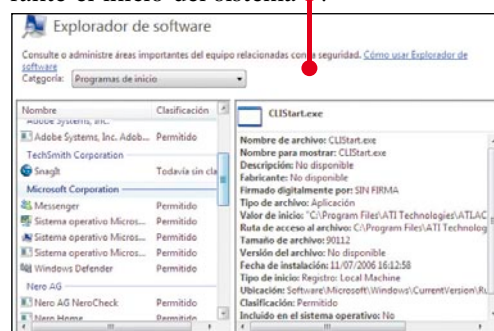 Explorador de software
Consulte o administre áreas importantes del equipo relacionadas con la seguridad. Cómo usar Explorador de
software
Categoría: Programas de inicio
Nombre Clasificación
Adobe Systems, Inc.
Adobe Systems, Inc. Adob... Permitido
TechSmith Corporation
SnagIt Todavía sin cla
Microsoft Corporation
Messenger Permitido
Sistema operativo Micros... Permitido
Sistema operativo Micros... Permitido
Sistema operativo Micros... Permitido
Windows Defender Permitido
Nero AG
Nero AG NeroCheck Permitido
Nero Home Permitido
CLIStart.exe
Nombre de archivo: CLIStart.exe
Nombre para mostrar: CLIStart.exe
Descripción: No disponible
Fabricante: No disponible
Firmado digitalmente por: SIN FIRMA
Tipo de archivo: Aplicación
Valor de inicio: "C:\Program Files\ATI Technologies\ATI.AC
Ruta de acceso al archivo: C:\Program Files\ATI Technolog
Tamaño de archivo: 90112
Versión del archivo: No disponible
Fecha de instalación: 11/07/2006 16:12:58
Tipo de inicio: Registro: Local Machine
Ubicación: Software\Microsoft\Windows\CurrentVersion\Ru
Clasificación: Permitido
Incluido en el sistema operativo: No